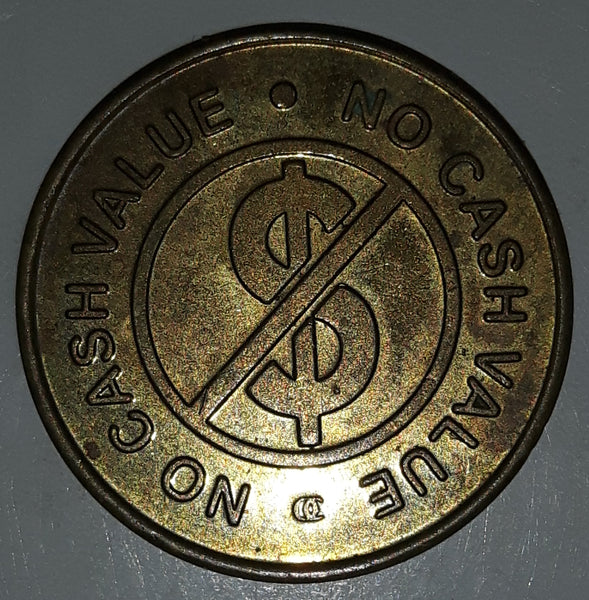 NO CASH VALUE • NO CASH VALUE
$